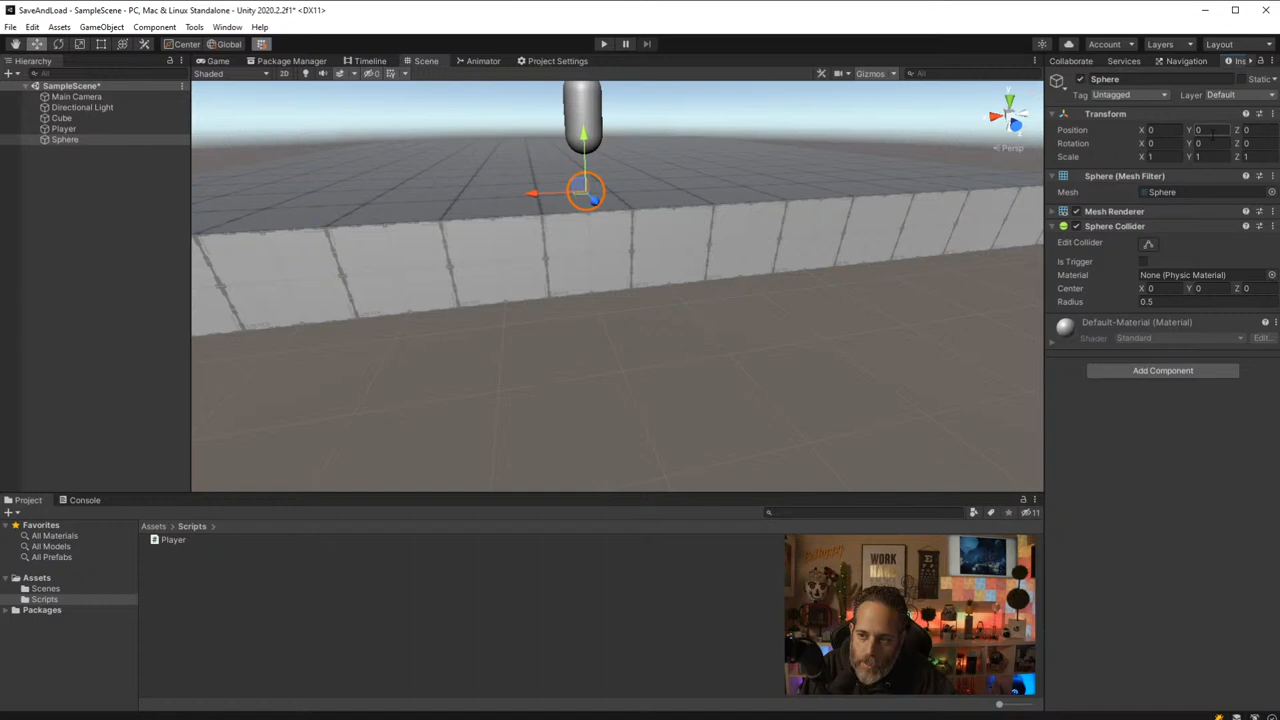 SaveAndLoad - SampleScene - PC, Mac & Linux Standalone - Unity 2020.2.2f1* <DX11>
File Edit Assets GameObject Component Tools Window Help
Center Global Account Layers Layout
Hierarchy Game Package Manager Timeline Scene Animator Project Settings Collaborate Services Navigation Ins
All Shaded 2D 0 Gizmos All Sphere Static
SampleScene*
Main Camera
Directional Light
Cube
Player
Sphere
y
x
Persp
Tag Untagged Layer Default
Transform
Position X 0 Y 0 Z 0
Rotation X 0 Y 0 Z 0
Scale X 1 Y 1 Z 1
Sphere (Mesh Filter)
Mesh Sphere
Mesh Renderer
Sphere Collider
Edit Collider
Is Trigger
Material None (Physic Material)
Center X 0 Y 0 Z 0
Radius 0.5
Default-Material (Material)
Shader Standard Edit...
Add Component
Project Console
11
Favorites
All Materials
All Models
All Prefabs
Assets
Scenes
Scripts
Packages
Assets > Scripts >
Player
WORK